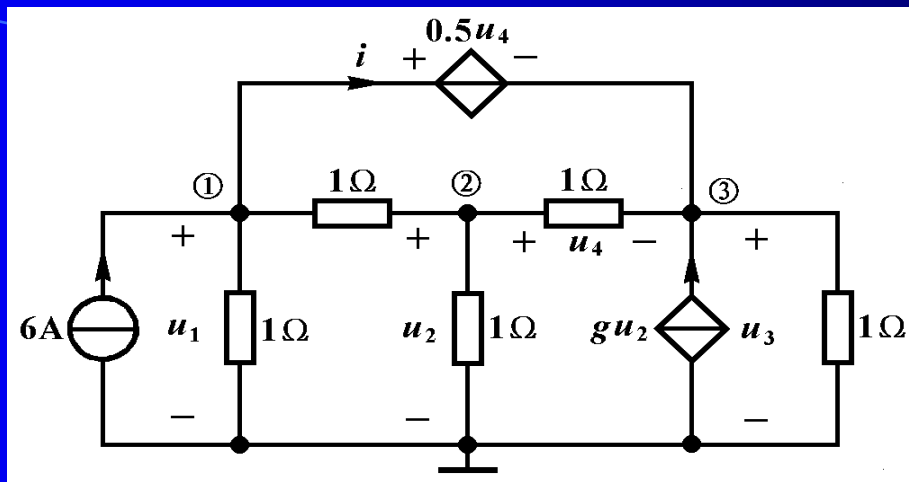 0.5u₄
i + −
① 1Ω ② 1Ω ③
+ + + u₄ − +
6A u₁ 1Ω u₂ 1Ω gu₂ u₃ 1Ω
− − −